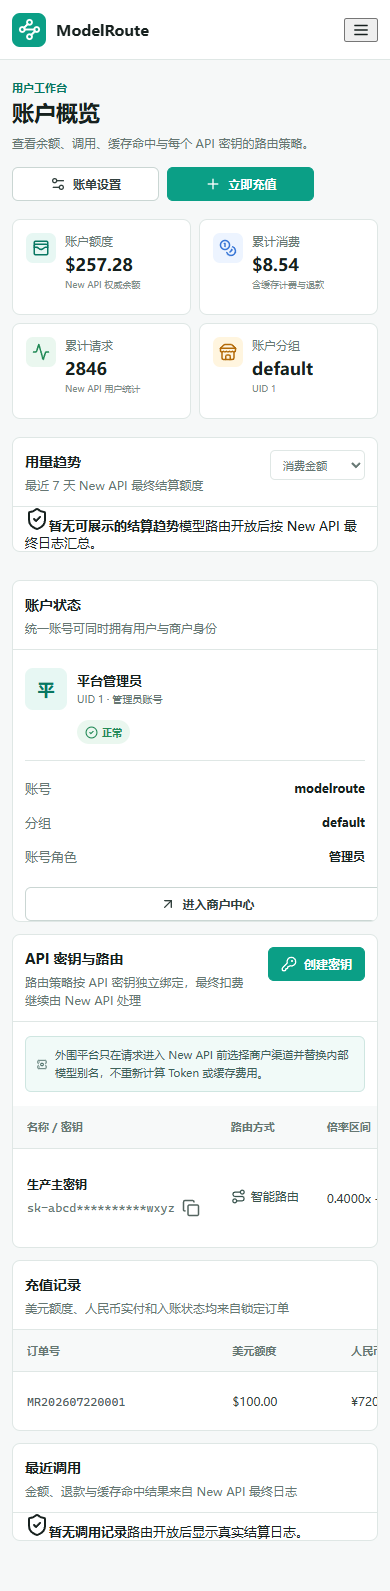 ModelRoute
用户工作台
账户概览
查看余额、调用、缓存命中与每个 API 密钥的路由策略。
账单设置
立即充值
账户额度
$257.28
New API 权威余额
累计消费
$8.54
含缓存计费与退款
累计请求
2846
New API 用户统计
账户分组
default
UID 1
用量趋势
消费金额
最近 7 天 New API 最终结算额度
暂无可展示的结算趋势模型路由开放后按 New API 最
终日志汇总。
账户状态
统一账号可同时拥有用户与商户身份
平
平台管理员
UID 1 · 管理员账号
正常
账号
modelroute
分组
default
账号角色
管理员
进入商户中心
API 密钥与路由
创建密钥
路由策略按 API 密钥独立绑定，最终扣费
继续由 New API 处理
外围平台只在请求进入 New API 前选择商户渠道并替换内部
模型别名，不重新计算 Token 或缓存费用。
名称 / 密钥
路由方式
倍率区间
生产主密钥
sk-abcd**********wxyz
智能路由
0.4000x -
充值记录
美元额度、人民币实付和入账状态均来自锁定订单
订单号
美元额度
人民
MR202607220001
$100.00
¥720
最近调用
金额、退款与缓存命中结果来自 New API 最终日志
暂无调用记录路由开放后显示真实结算日志。